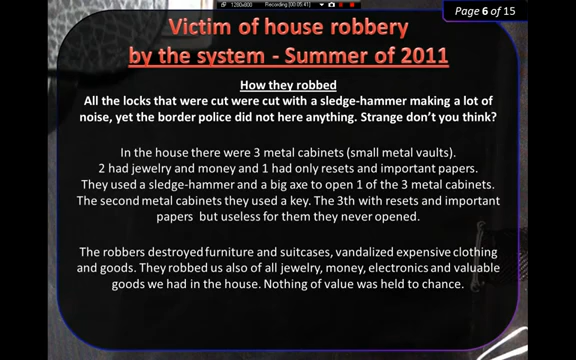 1280x800
Recording [00:05:41]
Page 6 of 15
Victim of house robbery
by the system - Summer of 2011
How they robbed
All the locks that were cut were cut with a sledge-hammer making a lot of
noise, yet the border police did not here anything. Strange don't you think?
In the house there were 3 metal cabinets (small metal vaults).
2 had jewelry and money and 1 had only resets and important papers.
They used a sledge-hammer and a big axe to open 1 of the 3 metal cabinets.
The second metal cabinets they used a key. The 3th with resets and important
papers but useless for them they never opened.
The robbers destroyed furniture and suitcases, vandalized expensive clothing
and goods. They robbed us also of all jewelry, money, electronics and valuable
goods we had in the house. Nothing of value was held to chance.